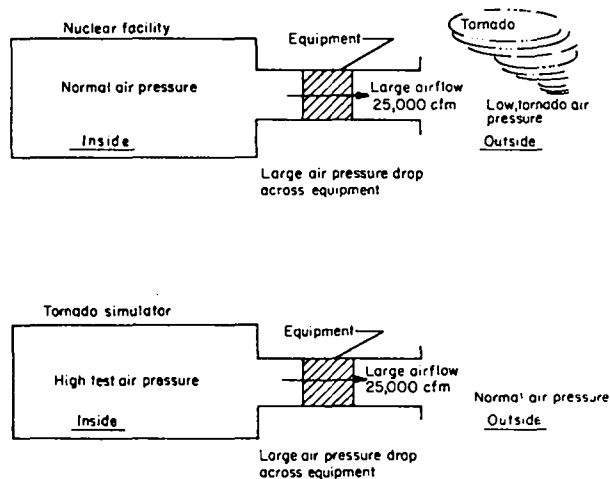 Nuclear facility
Equipment
Tornado
Normal air pressure
Large airflow
25,000 cfm
Low, tornado air
pressure
Inside
Outside
Large air pressure drop
across equipment
Tornado simulator
Equipment
High test air pressure
Large airflow
25,000 cfm
Normal air pressure
Inside
Outside
Large air pressure drop
across equipment